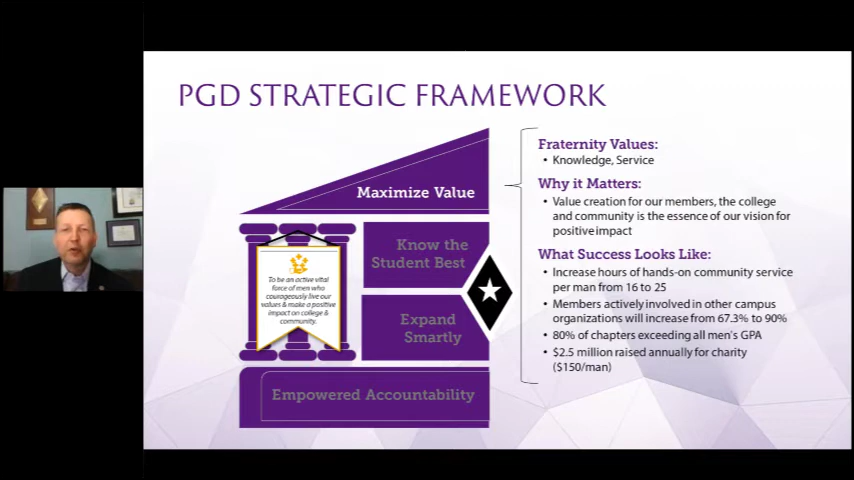 PGD STRATEGIC FRAMEWORK
Maximize Value
Know the
Student Best
Expand
Smartly
Empowered Accountability
To be an active vital
force of men who
courageously live our
values & make a positive
impact on college &
community.
Fraternity Values:
• Knowledge, Service
Why it Matters:
• Value creation for our members, the college
and community is the essence of our vision for
positive impact
What Success Looks Like:
• Increase hours of hands-on community service
per man from 16 to 25
• Members actively involved in other campus
organizations will increase from 67.3% to 90%
• 80% of chapters exceeding all men's GPA
• $2.5 million raised annually for charity
($150/man)